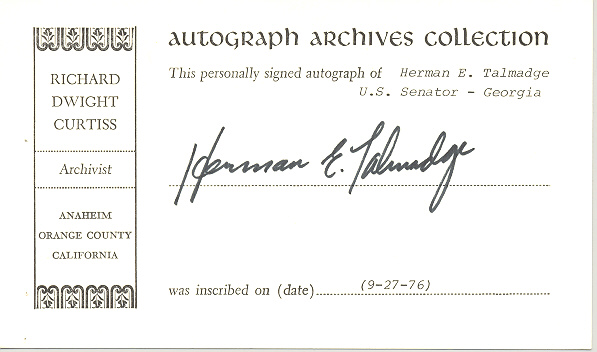 autograph archives collection
This personally signed autograph of Herman E. Talmadge
U.S. Senator - Georgia
RICHARD
DWIGHT
CURTISS
Archivist
ANAHEIM
ORANGE COUNTY
CALIFORNIA
Herman E. Talmadge
was inscribed on (date) (9-27-76)